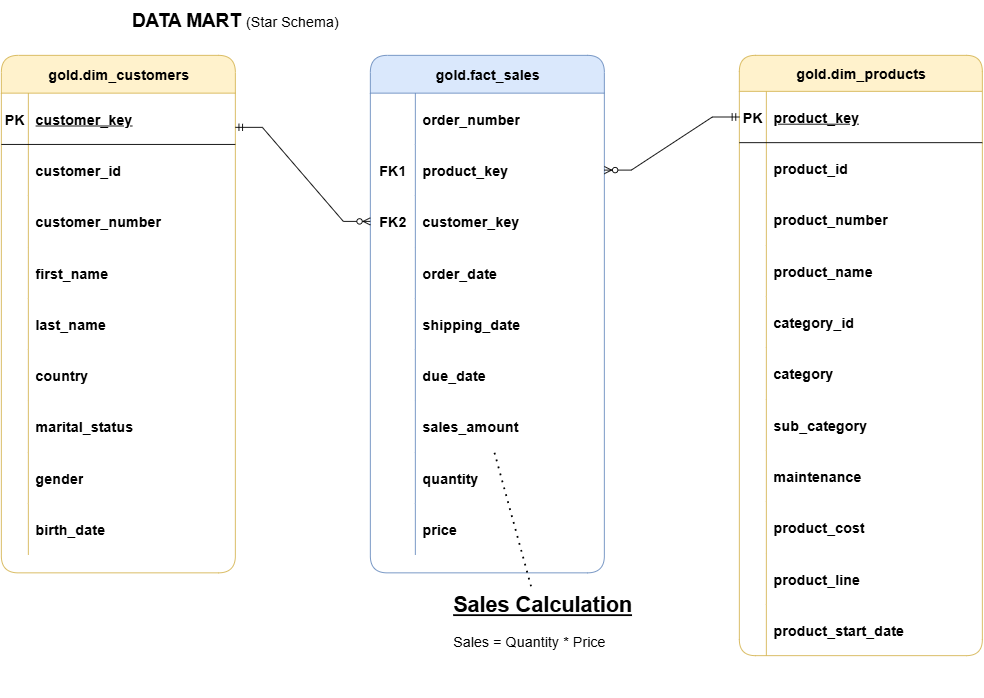 DATA MART (Star Schema)
gold.dim_customers
PK customer_key
customer_id
customer_number
first_name
last_name
country
marital_status
gender
birth_date
gold.fact_sales
order_number
FK1 product_key
FK2 customer_key
order_date
shipping_date
due_date
sales_amount
quantity
price
Sales Calculation
Sales = Quantity * Price
gold.dim_products
PK product_key
product_id
product_number
product_name
category_id
category
sub_category
maintenance
product_cost
product_line
product_start_date